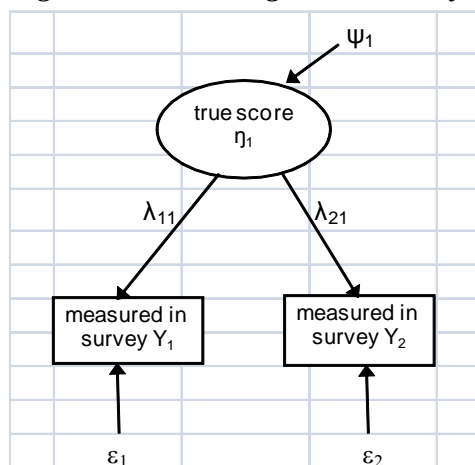 ψ₁
true score
η₁
λ₁₁
λ₂₁
measured in
survey Y₁
measured in
survey Y₂
ε₁
ε₂